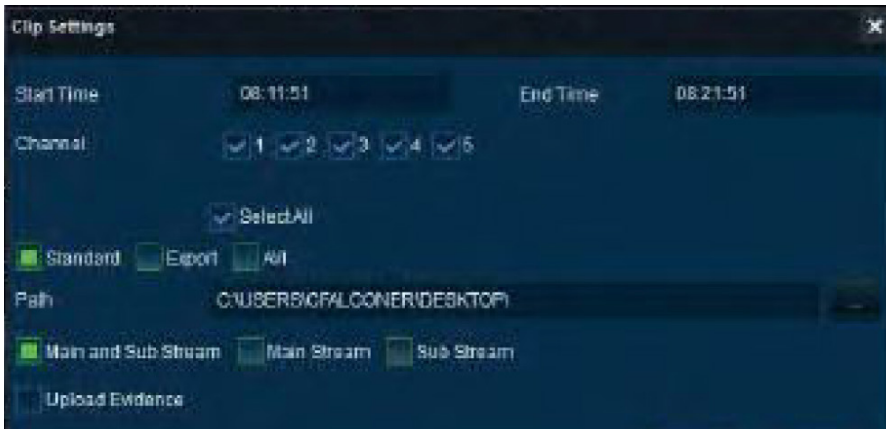 Clip Settings
Start Time 08:11:51 End Time 08:21:51
Channel 1 2 3 4 5
Select All
Standard Export AVI
Path C:\USERS\CFALCONER\DESKTOP\ ...
Main and Sub Stream Main Stream Sub Stream
Upload Evidence